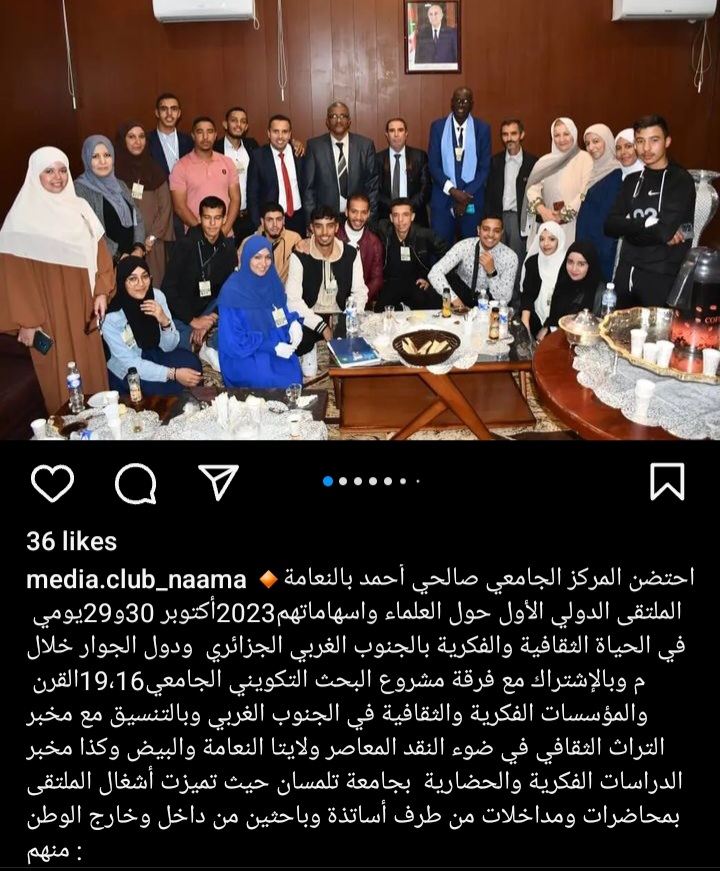 36 likes
media.club_naama 🔸احتضن المركز الجامعي صالحي أحمد بالنعامة
الملتقى الدولي الأول حول العلماء واسهاماتهم2023أكتوبر 30و29يومي
في الحياة الثقافية والفكرية بالجنوب الغربي الجزائري ودول الجوار خلال
م وبالإشتراك مع فرقة مشروع البحث التكويني الجامعي19،16القرن
والمؤسسات الفكرية والثقافية في الجنوب الغربي وبالتنسيق مع مخبر
التراث الثقافي في ضوء النقد المعاصر ولايتا النعامة والبيض وكذا مخبر
الدراسات الفكرية والحضارية بجامعة تلمسان حيث تميزت أشغال الملتقى
بمحاضرات ومداخلات من طرف أساتذة وباحثين من داخل وخارج الوطن
منهم :